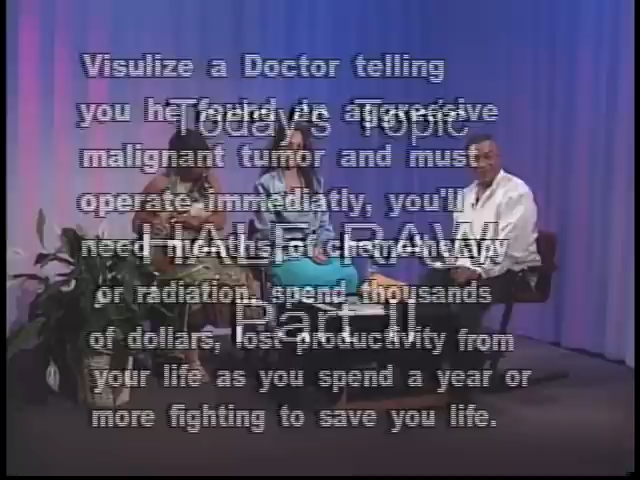 Visulize a Doctor telling
you he found an aggressive
malignant tumor and must
operate immediatly, you'll
need months of chemotherapy
or radiation, spend thousands
of dollars, lost productivity from
your life as you spend a year or
more fighting to save you life.
Today's Topic
HALF RAW
Part II